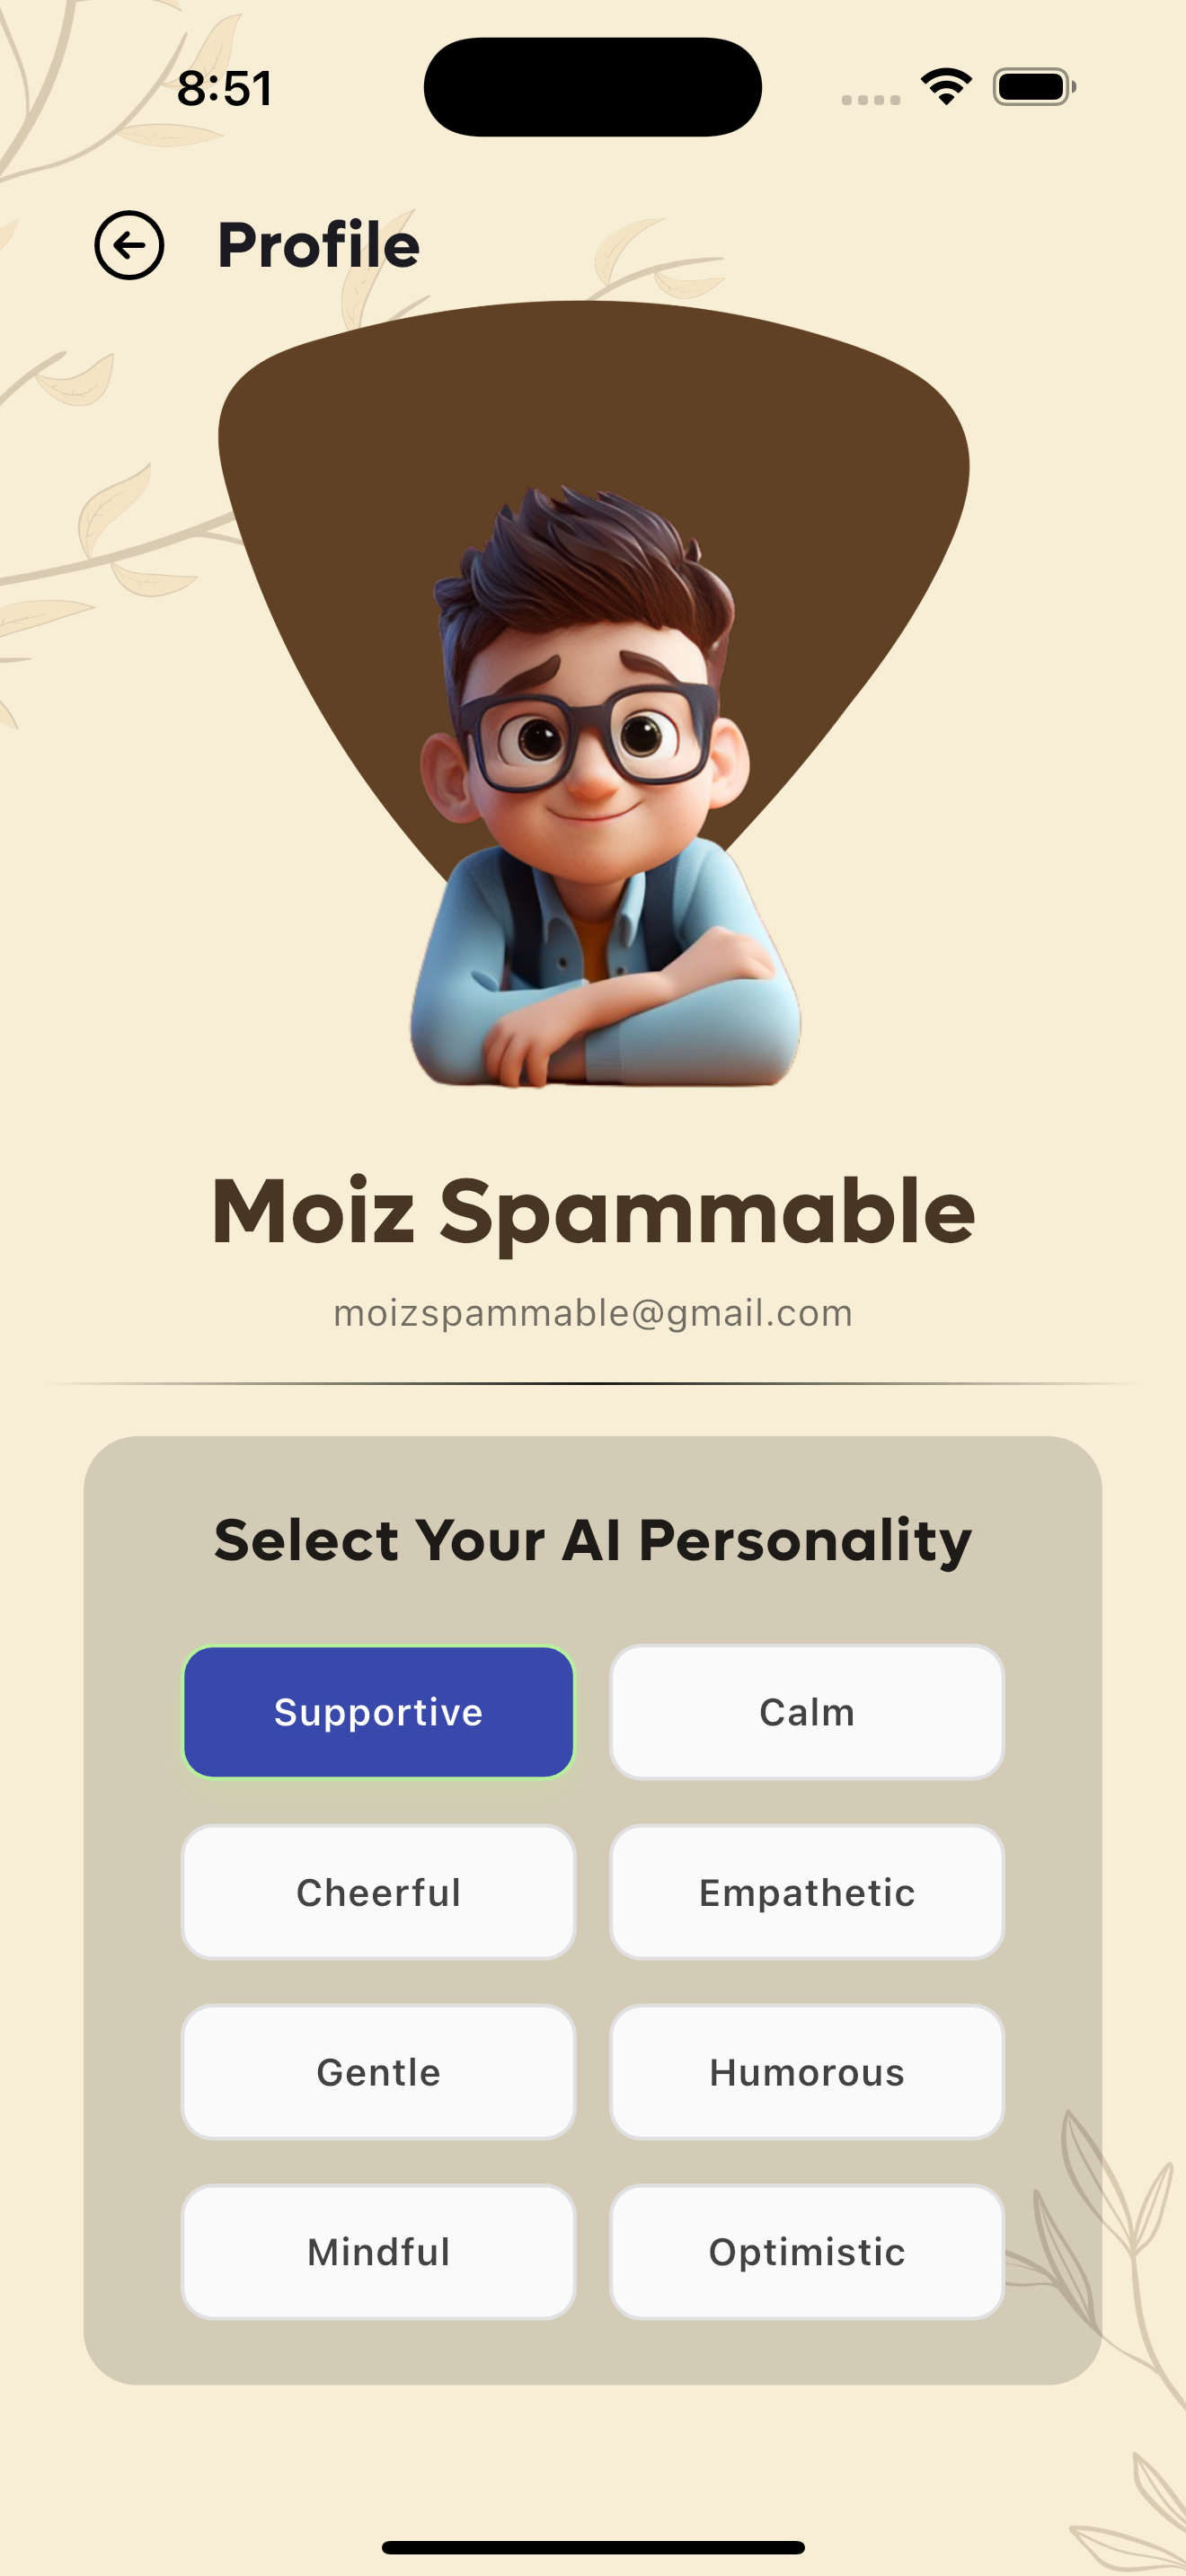 8:51
Profile
Moiz Spammable
moizspammable@gmail.com
Select Your AI Personality
Supportive
Calm
Cheerful
Empathetic
Gentle
Humorous
Mindful
Optimistic